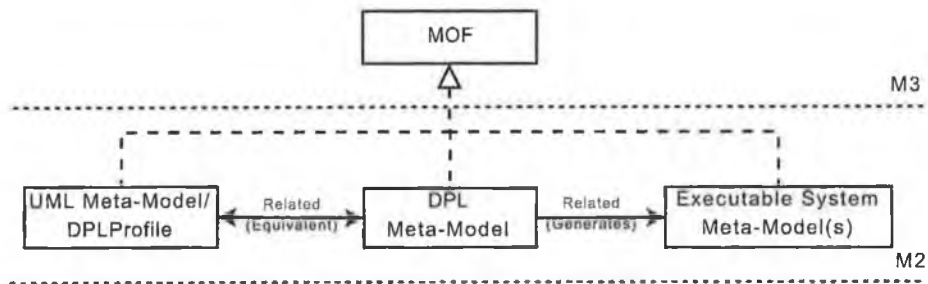 MOF
M3
UML Meta-Model/
DPLProfile
Related
(Equivalent)
DPL
Meta-Model
Related
(Generates)
Executable System
Meta-Model(s)
M2